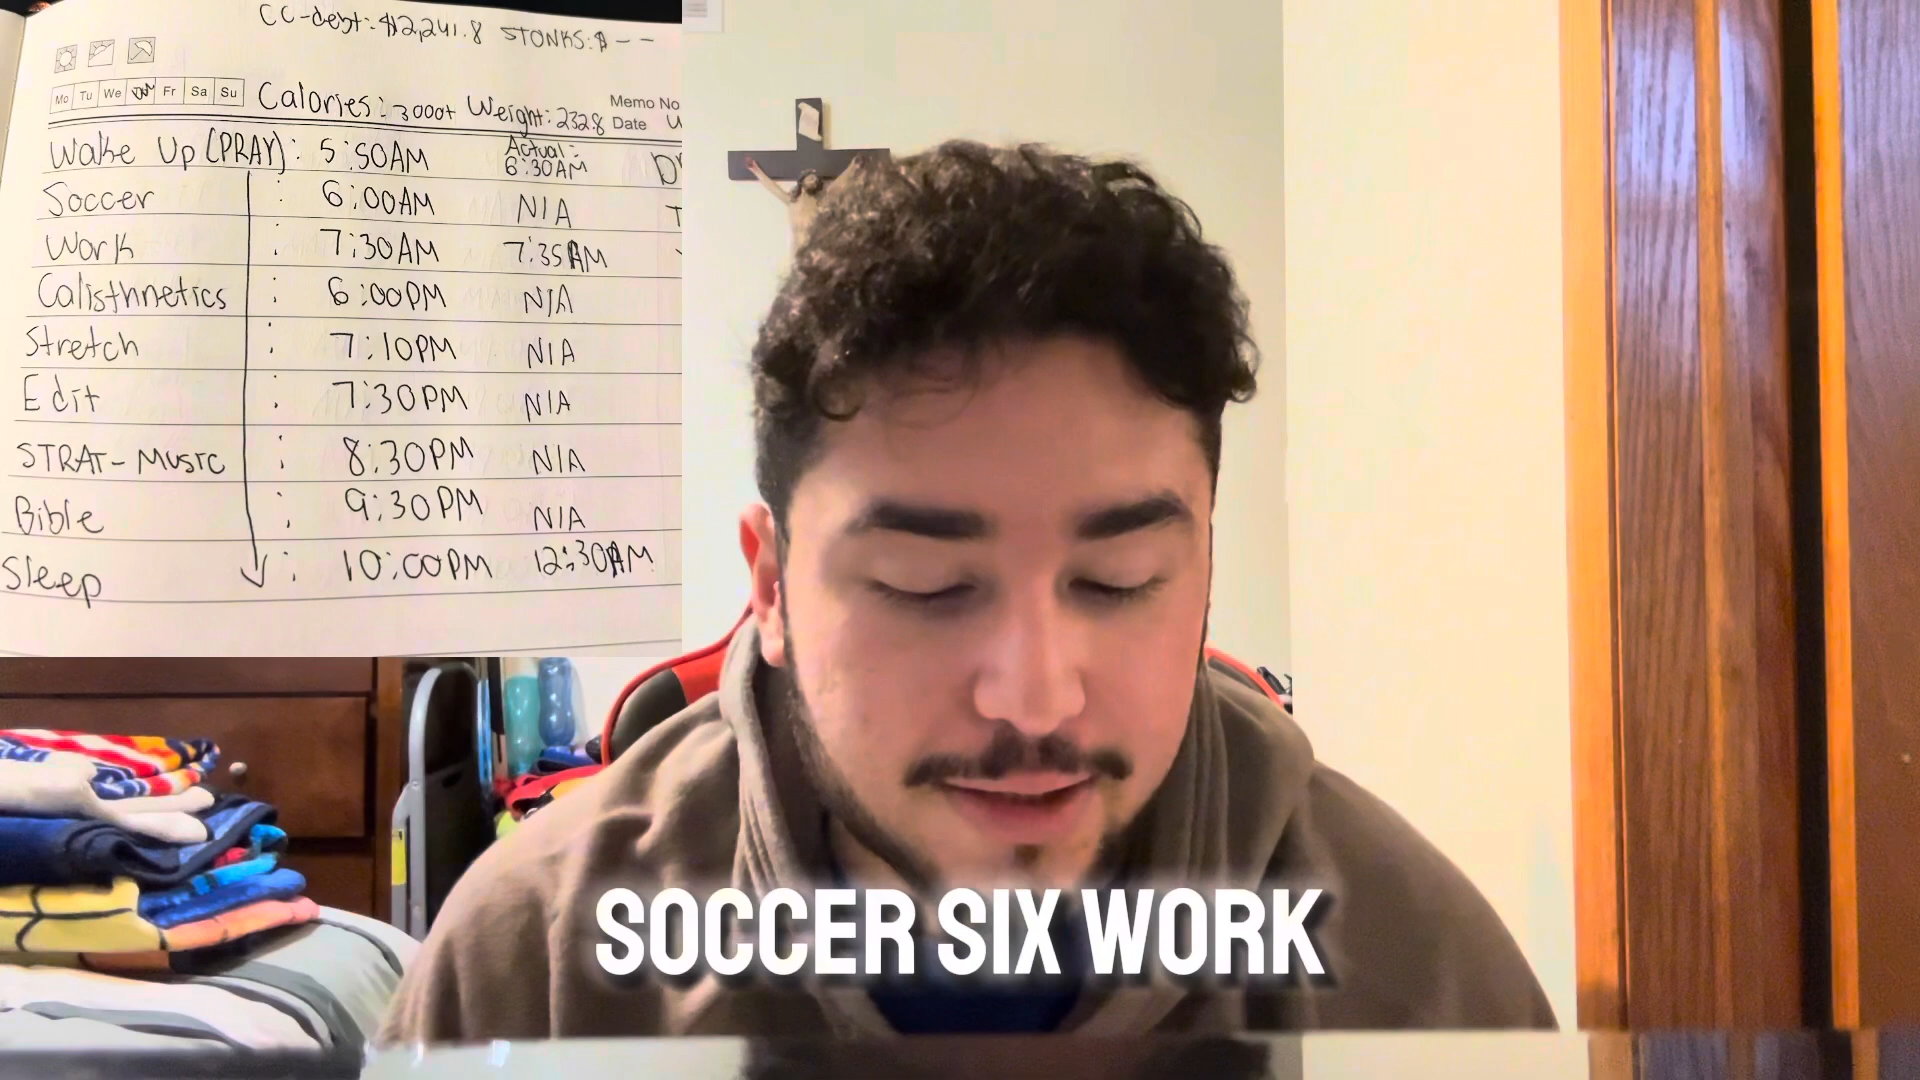 CC-debt: $12,241.8 STONKS: $--
Mo Tu We Fr Sa Su
Calories: 3000+ Weight: 232.8
Memo No
Date
Wake Up (PRAY): 5:50AM Actual: 6:30AM
Soccer : 6:00AM N/A
Work : 7:30AM 7:35AM
Calisthnetics : 6:00PM N/A
Stretch : 7:10PM N/A
Edit : 7:30PM N/A
STRAT-Music : 8:30PM N/A
Bible : 9:30PM N/A
Sleep : 10:00PM 12:30AM
SOCCER SIX WORK